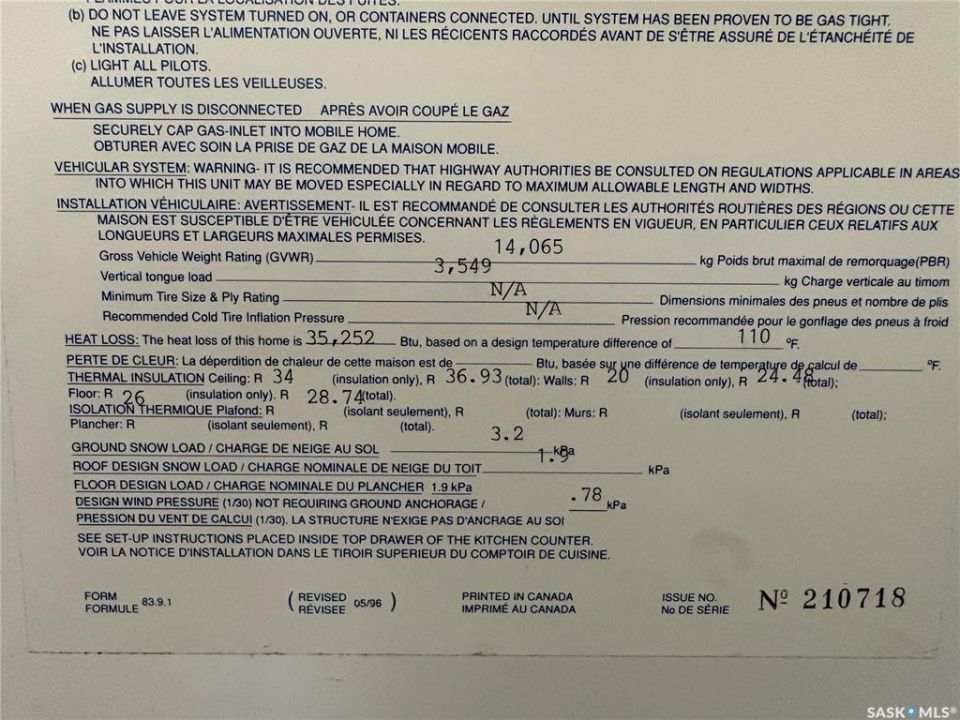 FLAMMES POUR LA LOCALISATION DES FUITES.
(b) DO NOT LEAVE SYSTEM TURNED ON, OR CONTAINERS CONNECTED. UNTIL SYSTEM HAS BEEN PROVEN TO BE GAS TIGHT.
NE PAS LAISSER L'ALIMENTATION OUVERTE, NI LES RÉCIENTS RACCORDÉS AVANT DE S'ÊTRE ASSURÉ DE L'ÉTANCHÉITÉ DE
L'INSTALLATION.
(c) LIGHT ALL PILOTS.
ALLUMER TOUTES LES VEILLEUSES.
WHEN GAS SUPPLY IS DISCONNECTED APRÈS AVOIR COUPÉ LE GAZ
SECURELY CAP GAS-INLET INTO MOBILE HOME.
OBTURER AVEC SOIN LA PRISE DE GAZ DE LA MAISON MOBILE.
VEHICULAR SYSTEM: WARNING- IT IS RECOMMENDED THAT HIGHWAY AUTHORITIES BE CONSULTED ON REGULATIONS APPLICABLE IN AREAS
INTO WHICH THIS UNIT MAY BE MOVED ESPECIALLY IN REGARD TO MAXIMUM ALLOWABLE LENGTH AND WIDTHS.
INSTALLATION VÉHICULAIRE: AVERTISSEMENT- IL EST RECOMMANDÉ DE CONSULTER LES AUTORITÉS ROUTIÈRES DES RÉGIONS OU CETTE
MAISON EST SUSCEPTIBLE D'ÊTRE VEHICULÉE CONCERNANT LES RÈGLEMENTS EN VIGUEUR, EN PARTICULIER CEUX RELATIFS AUX
LONGUEURS ET LARGEURS MAXIMALES PERMISES.
Gross Vehicle Weight Rating (GVWR) 14,065 kg Poids brut maximal de remorquage(PBR)
Vertical tongue load 3,549 kg Charge verticale au timom
Minimum Tire Size & Ply Rating N/A Dimensions minimales des pneus et nombre de plis
Recommended Cold Tire Inflation Pressure N/A Pression recommandée pour le gonflage des pneus à froid
HEAT LOSS: The heat loss of this home is 35,252 Btu, based on a design temperature difference of 110 °F.
PERTE DE CLEUR: La déperdition de chaleur de cette maison est de Btu, basée sur une différence de temperature de calcul de °F.
THERMAL INSULATION Ceiling: R 34 (insulation only), R 36.93 (total): Walls: R 20 (insulation only), R 24.48 (total);
Floor: R 26 (insulation only). R 28.74 (total).
ISOLATION THERMIQUE Plafond: R (isolant seulement), R (total): Murs: R (isolant seulement), R (total);
Plancher: R (isolant seulement), R (total).
GROUND SNOW LOAD / CHARGE DE NEIGE AU SOL 3.2 kPa
ROOF DESIGN SNOW LOAD / CHARGE NOMINALE DE NEIGE DU TOIT 1.9 kPa
FLOOR DESIGN LOAD / CHARGE NOMINALE DU PLANCHER 1.9 kPa
DESIGN WIND PRESSURE (1/30) NOT REQUIRING GROUND ANCHORAGE / .78 kPa
PRESSION DU VENT DE CALCUI (1/30). LA STRUCTURE N'EXIGE PAS D'ANCRAGE AU SOI
SEE SET-UP INSTRUCTIONS PLACED INSIDE TOP DRAWER OF THE KITCHEN COUNTER.
VOIR LA NOTICE D'INSTALLATION DANS LE TIROIR SUPERIEUR DU COMPTOIR DE CUISINE.
FORM FORMULE 83.9.1 (REVISED RÉVISEE 05/96) PRINTED IN CANADA ISSUE NO. Nº 210718
IMPRIMÉ AU CANADA No DE SÉRIE
SASK MLS®